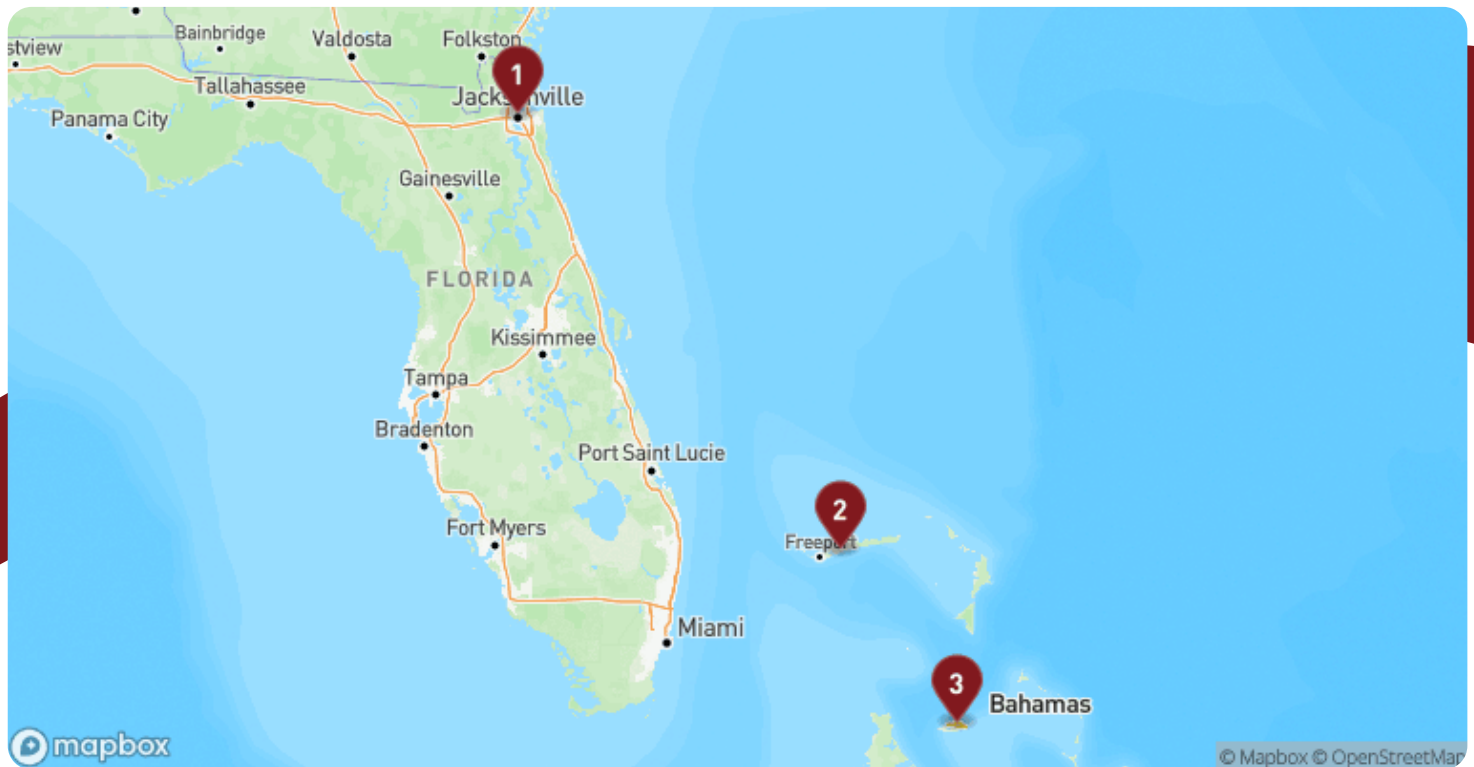 Bainbridge
Valdosta
Folkston
stview
1
Tallahassee
Jacksonville
Panama City
Gainesville
FLORIDA
Kissimmee
Tampa
Bradenton
Port Saint Lucie
2
Fort Myers
Freeport
Miami
3
Bahamas
mapbox
© Mapbox © OpenStreetMap